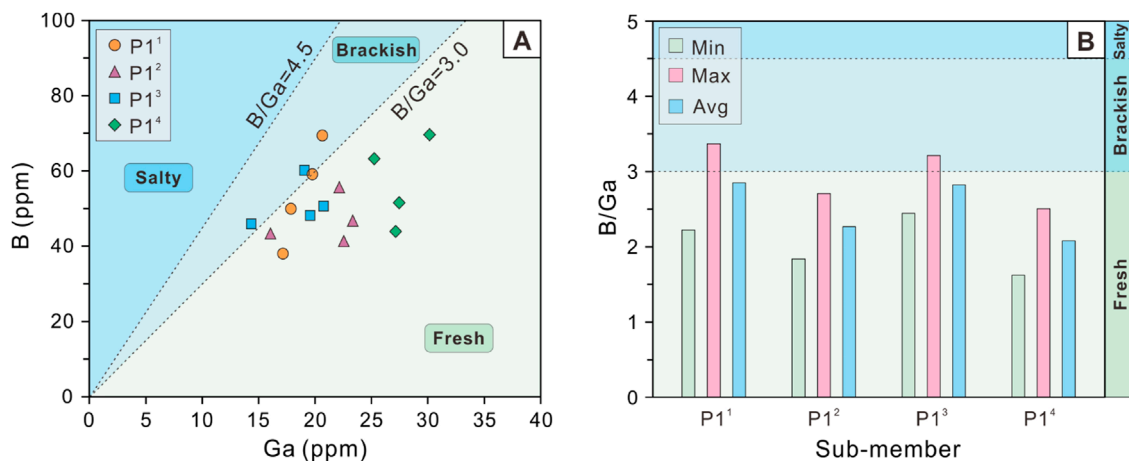 A
P1¹
P1²
P1³
P1⁴
B/Ga=4.5
Brackish
B/Ga=3.0
Salty
Fresh
100
80
60
40
20
0
B (ppm)
0 5 10 15 20 25 30 35 40
Ga (ppm)
B
Min
Max
Avg
Salty
Brackish
Fresh
5
4
3
2
1
0
B/Ga
P1¹ P1² P1³ P1⁴
Sub-member